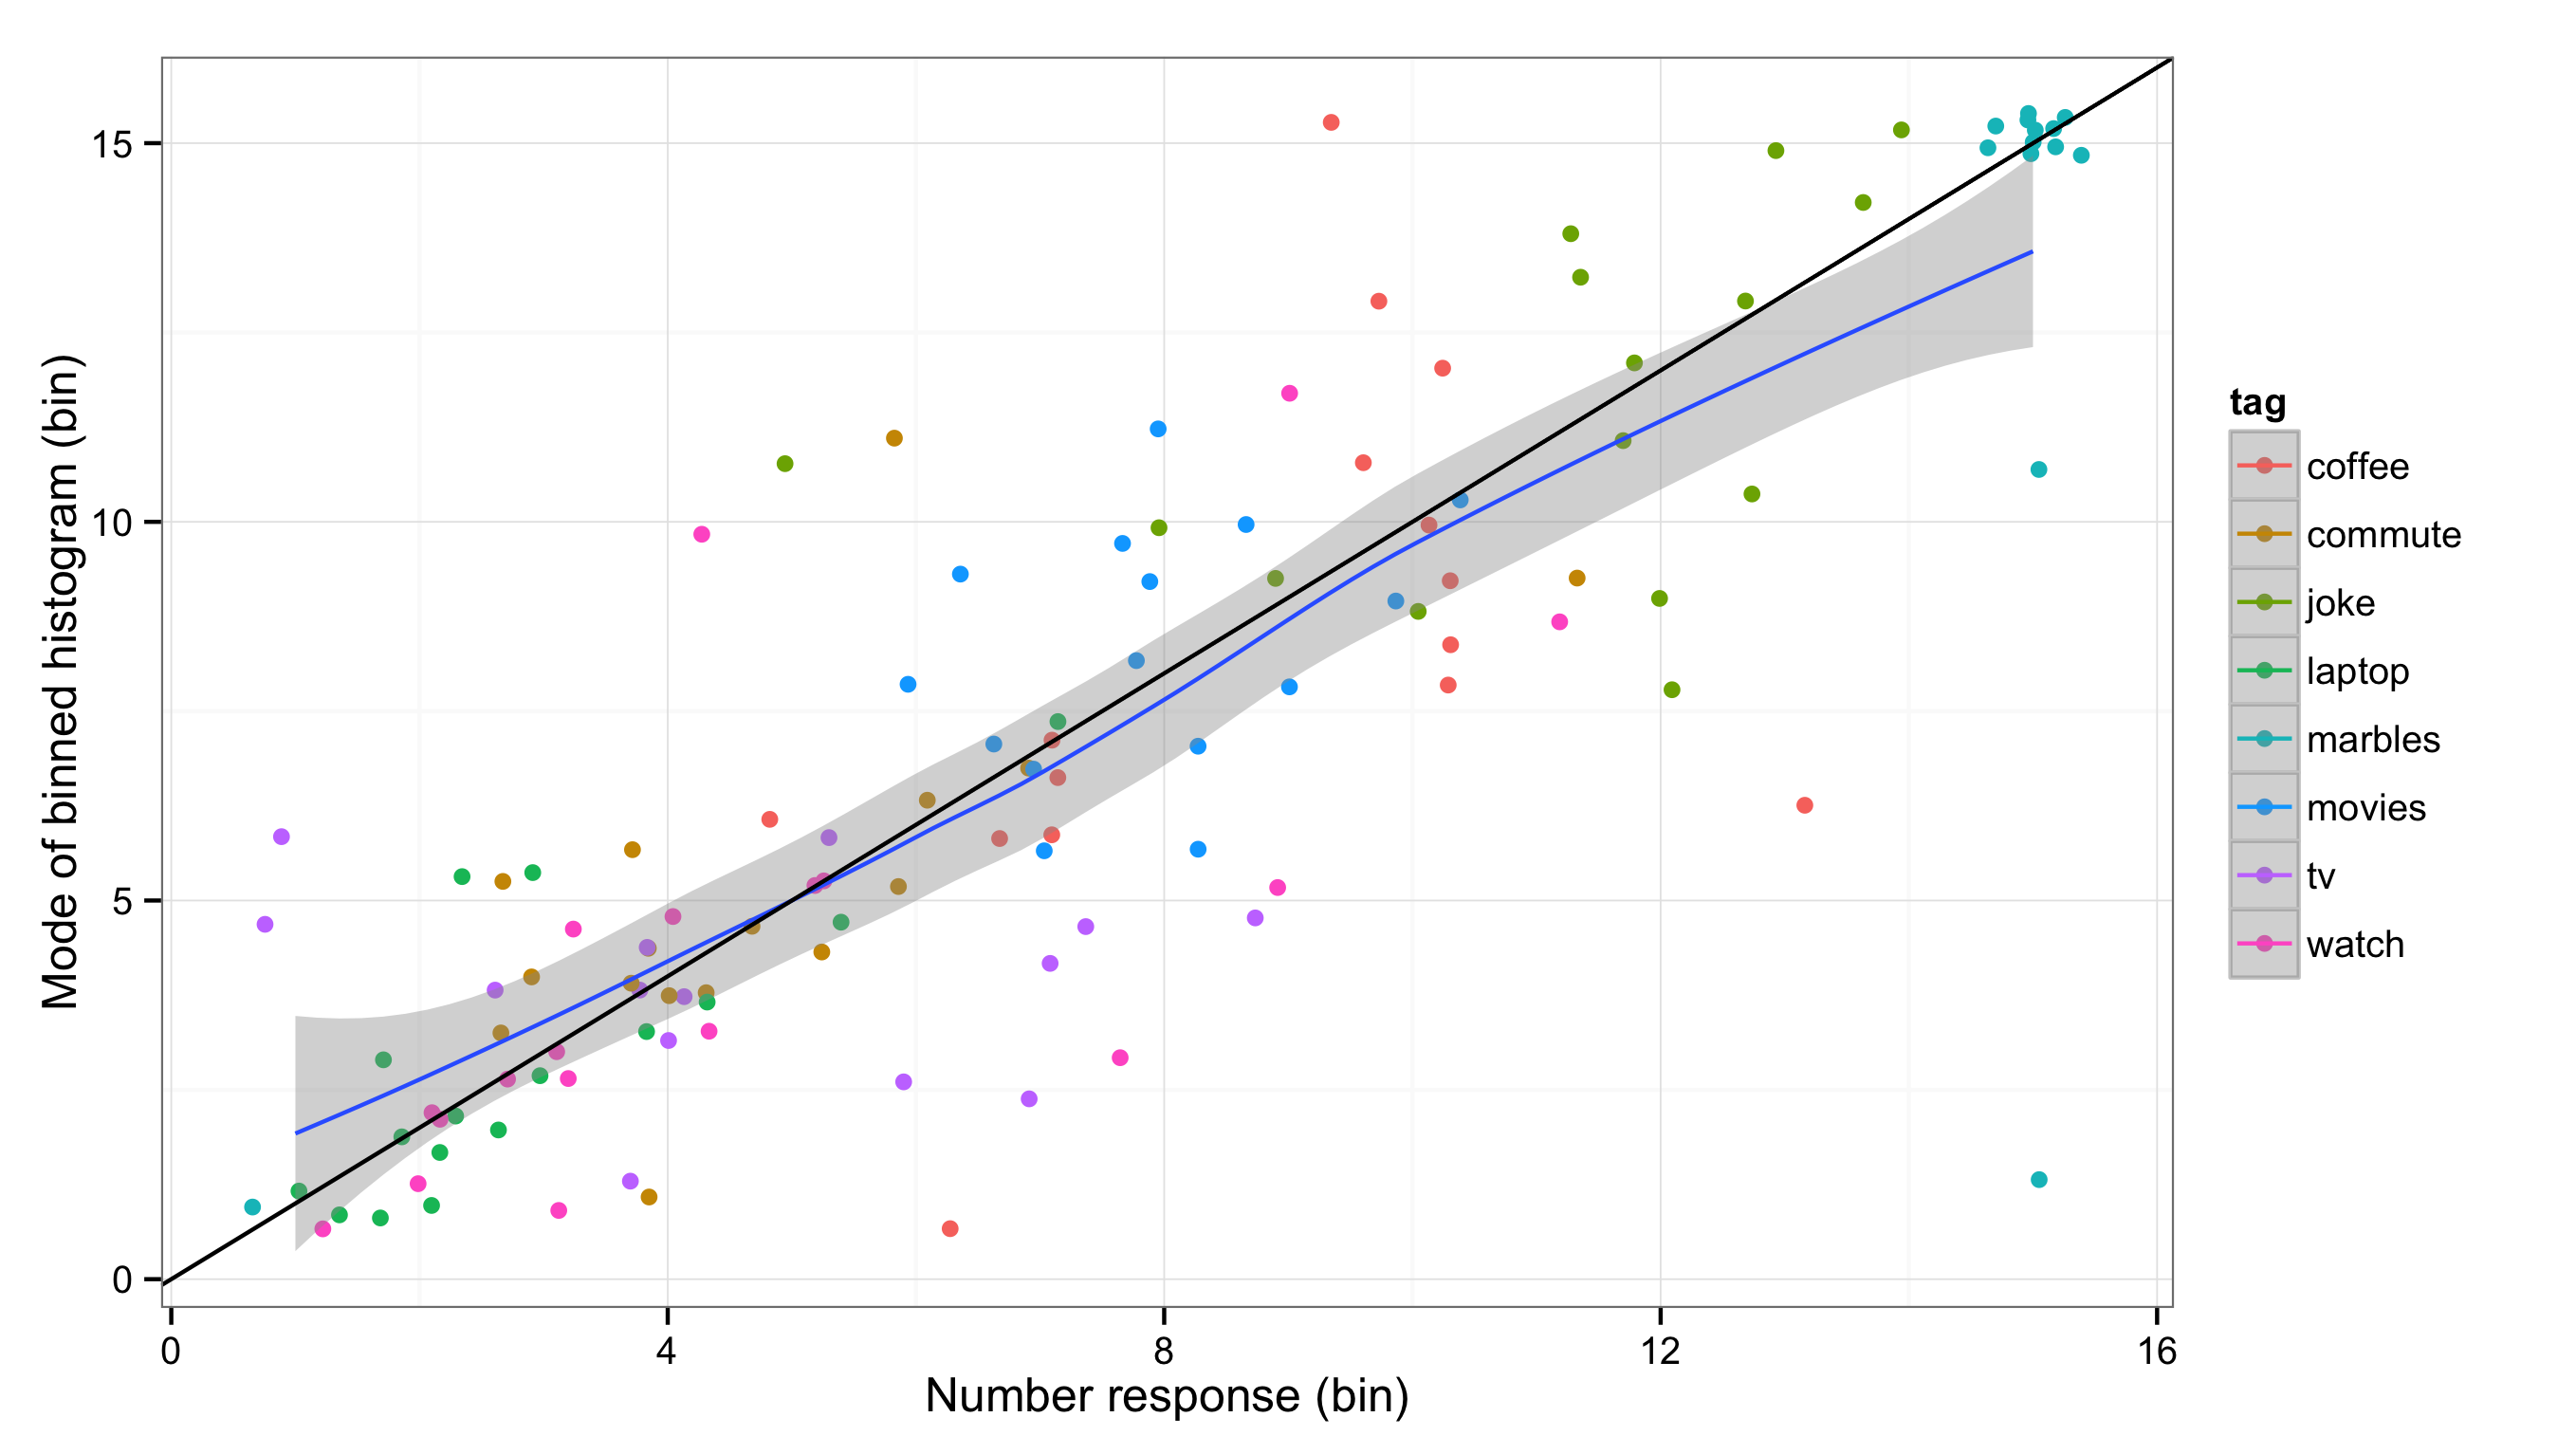 Mode of binned histogram (bin)
15
10
5
0
0 4 8 12 16
Number response (bin)
tag
coffee
commute
joke
laptop
marbles
movies
tv
watch